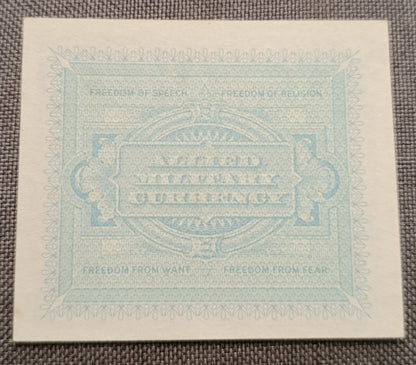 FREEDOM OF SPEECH FREEDOM OF RELIGION
ALLIED
MILITARY
CURRENCY
FREEDOM FROM WANT FREEDOM FROM FEAR